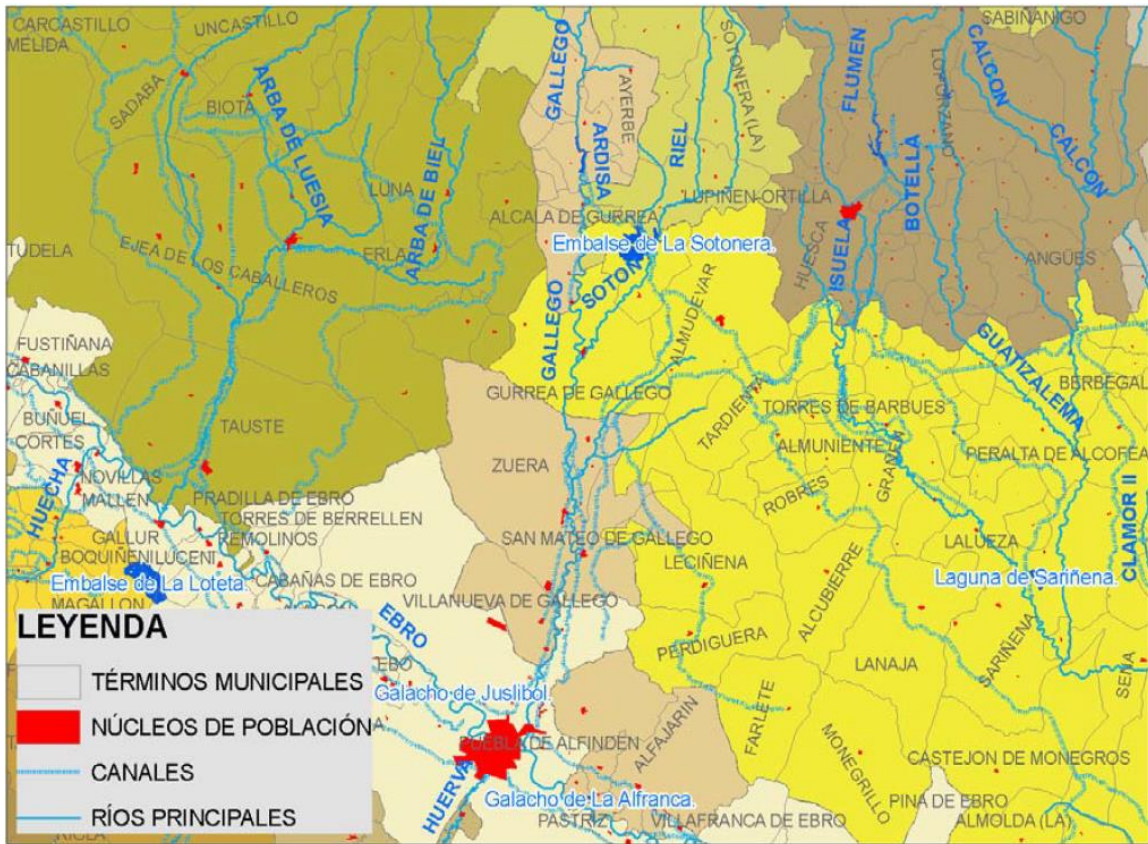 CARCASTILLO
MÉLIDA
UNCASTILLO
SADABA
BIOTA
ARBA DE LUESIA
LUNA
ARBA DE BIEL
TUDELA
EJEA DE LOS CABALLEROS
ERLA
GALLEGO
AYERBE
ARDISA
SOTONERA (LA)
RIEL
ALCALA DE GURREA
LUPIÑEN-ORTILLA
Embalse de La Sotonera.
SOTON
GALLEGO
ALMUDEVAR
SABIÑANIGO
FLUMEN
LOPORZANO
CALCON
CALCON
BOTELLA
HUESCA
ISUELA
ANGÜES
GUATIZALEMA
BERBEGAL
FUSTIÑANA
CABANILLAS
BUÑUEL
CORTES
TAUSTE
NOVILLAS
MALLEN
HUECHA
PRADILLA DE EBRO
TORRES DE BERRELLEN
GALLUR
REMOLINOS
BOQUIÑENI
LUCENI
Embalse de La Loteta.
CABAÑAS DE EBRO
MAGALLON
GURREA DE GALLEGO
ZUERA
TARDIENTA
TORRES DE BARBUES
ALMUNIENTE
GRAÑEN
PERALTA DE ALCOFEA
ROBRES
SAN MATEO DE GALLEGO
LECIÑENA
LALUEZA
CLAMOR II
Laguna de Sariñena.
ALCUBIERRE
VILLANUEVA DE GALLEGO
EBRO
PERDIGUERA
LANAJA
SARIÑENA
SENA
Galacho de Juslibol.
PUEBLA DE ALFINDEN
ALFAJARIN
FARLETE
MONEGRILLO
CASTEJON DE MONEGROS
HUERVA
Galacho de La Alfranca.
PASTRIZ
VILLAFRANCA DE EBRO
PINA DE EBRO
ALMOLDA (LA)
LEYENDA
TÉRMINOS MUNICIPALES
NÚCLEOS DE POBLACIÓN
CANALES
RÍOS PRINCIPALES